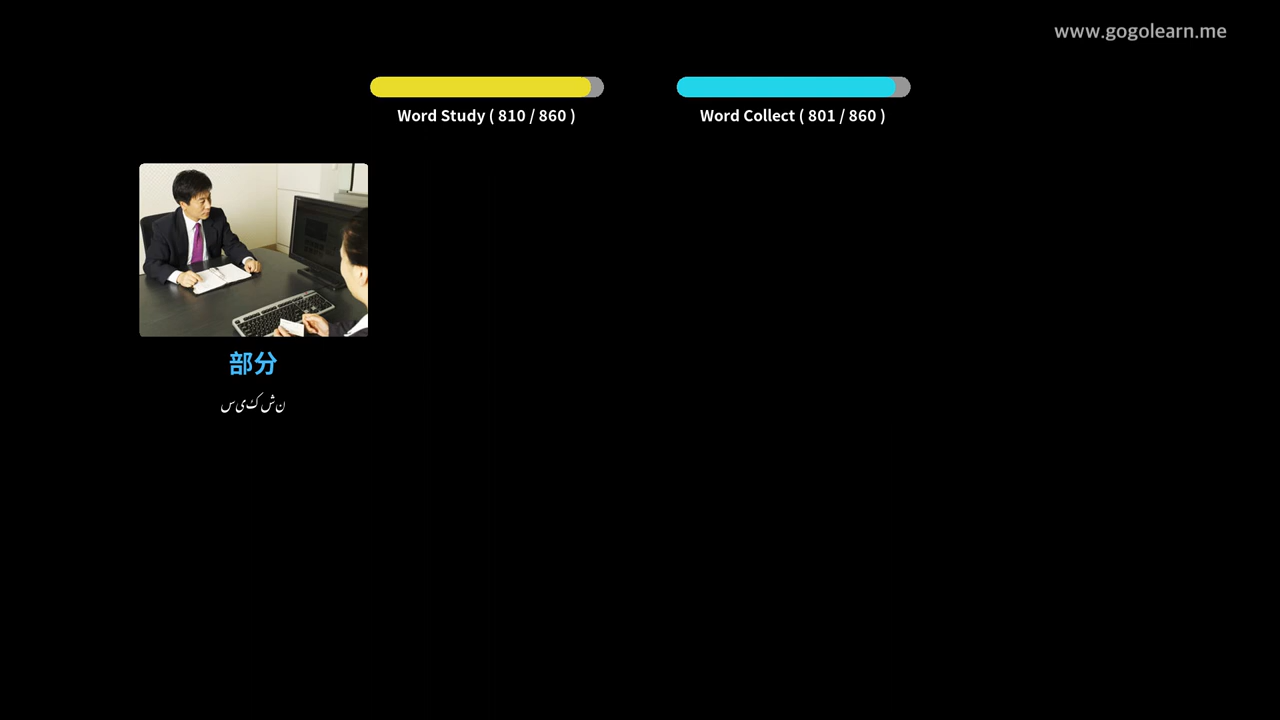 www.gogolearn.me
Word Study ( 810 / 860 )
Word Collect ( 801 / 860 )
部分
ن ش ک ی س